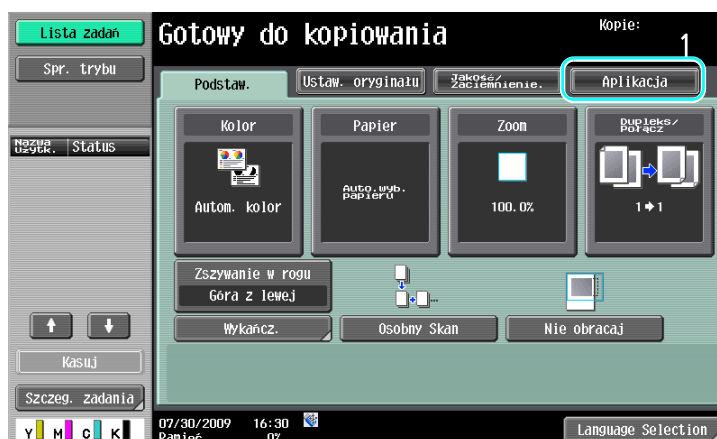 Lista zadań
Gotowy do kopiowania
Kopie:
1
Spr. trybu
Podstaw.
Ustaw. oryginału
Jakość/
Zaciemnienie.
Aplikacja
Nazwa
użytk.
Status
Kolor
Papier
Zoom
Dupleks/
Połącz
Autom. kolor
Auto.wyb.
papieru
100.0%
1➔1
Zszywanie w rogu
Góra z lewej
Wykańcz.
Osobny Skan
Nie obracaj
Kasuj
Szczeg. zadania
Y M C K
07/30/2009 16:30
Pamięć 0%
Language Selection